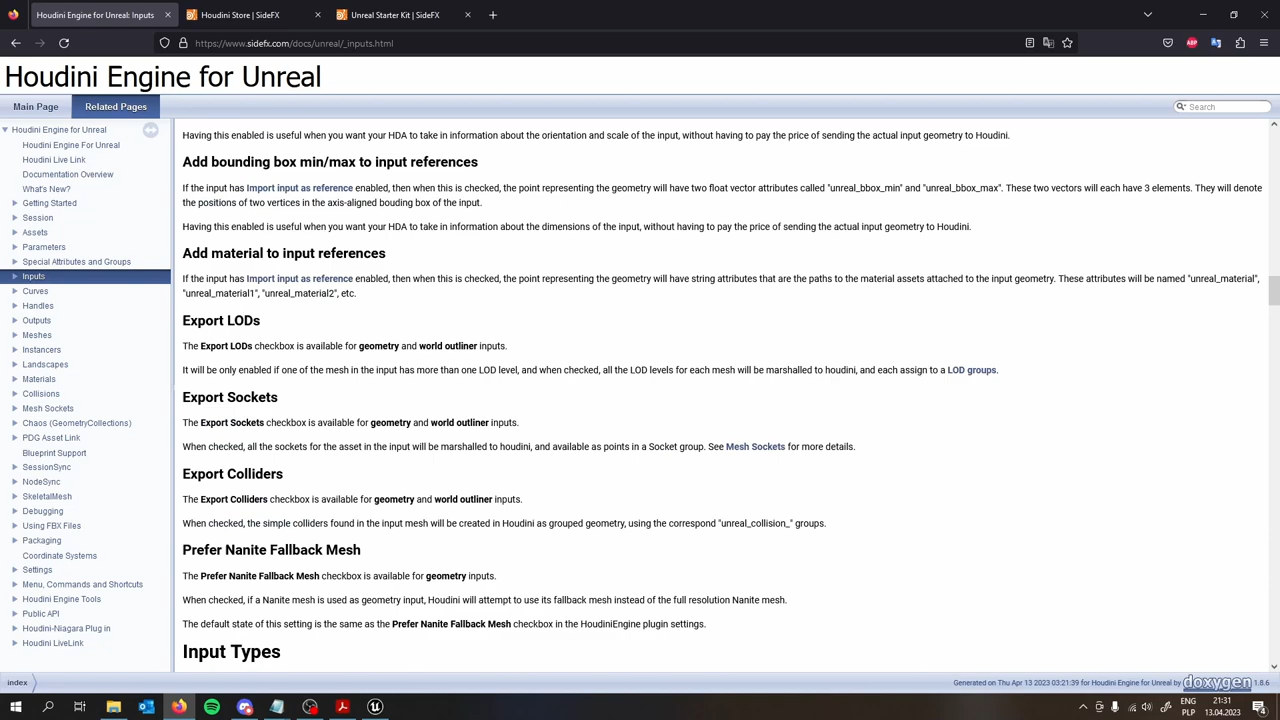 Houdini Engine for Unreal: Inputs
Houdini Store | SideFX
Unreal Starter Kit | SideFX
https://www.sidefx.com/docs/unreal/_inputs.html
ABP
Houdini Engine for Unreal
Main Page
Related Pages
Search
Houdini Engine for Unreal
Houdini Engine For Unreal
Houdini Live Link
Documentation Overview
What's New?
Getting Started
Session
Assets
Parameters
Special Attributes and Groups
Inputs
Curves
Handles
Outputs
Meshes
Instancers
Landscapes
Materials
Collisions
Mesh Sockets
Chaos (GeometryCollections)
PDG Asset Link
Blueprint Support
SessionSync
NodeSync
SkeletalMesh
Debugging
Using FBX Files
Packaging
Coordinate Systems
Settings
Menu, Commands and Shortcuts
Houdini Engine Tools
Public API
Houdini-Niagara Plug in
Houdini LiveLink
Having this enabled is useful when you want your HDA to take in information about the orientation and scale of the input, without having to pay the price of sending the actual input geometry to Houdini.
Add bounding box min/max to input references
If the input has Import input as reference enabled, then when this is checked, the point representing the geometry will have two float vector attributes called "unreal_bbox_min" and "unreal_bbox_max". These two vectors will each have 3 elements. They will denote
the positions of two vertices in the axis-aligned bouding box of the input.
Having this enabled is useful when you want your HDA to take in information about the dimensions of the input, without having to pay the price of sending the actual input geometry to Houdini.
Add material to input references
If the input has Import input as reference enabled, then when this is checked, the point representing the geometry will have string attributes that are the paths to the material assets attached to the input geometry. These attributes will be named "unreal_material",
"unreal_material1", "unreal_material2", etc.
Export LODs
The Export LODs checkbox is available for geometry and world outliner inputs.
It will be only enabled if one of the mesh in the input has more than one LOD level, and when checked, all the LOD levels for each mesh will be marshalled to houdini, and each assign to a LOD groups.
Export Sockets
The Export Sockets checkbox is available for geometry and world outliner inputs.
When checked, all the sockets for the asset in the input will be marshalled to houdini, and available as points in a Socket group. See Mesh Sockets for more details.
Export Colliders
The Export Colliders checkbox is available for geometry and world outliner inputs.
When checked, the simple colliders found in the input mesh will be created in Houdini as grouped geometry, using the correspond "unreal_collision_" groups.
Prefer Nanite Fallback Mesh
The Prefer Nanite Fallback Mesh checkbox is available for geometry inputs.
When checked, if a Nanite mesh is used as geometry input, Houdini will attempt to use its fallback mesh instead of the full resolution Nanite mesh.
The default state of this setting is the same as the Prefer Nanite Fallback Mesh checkbox in the HoudiniEngine plugin settings.
Input Types
index
Generated on Thu Apr 13 2023 03:21:39 for Houdini Engine for Unreal by doxygen 1.8.6
ENG
PLP
21:31
13.04.2023